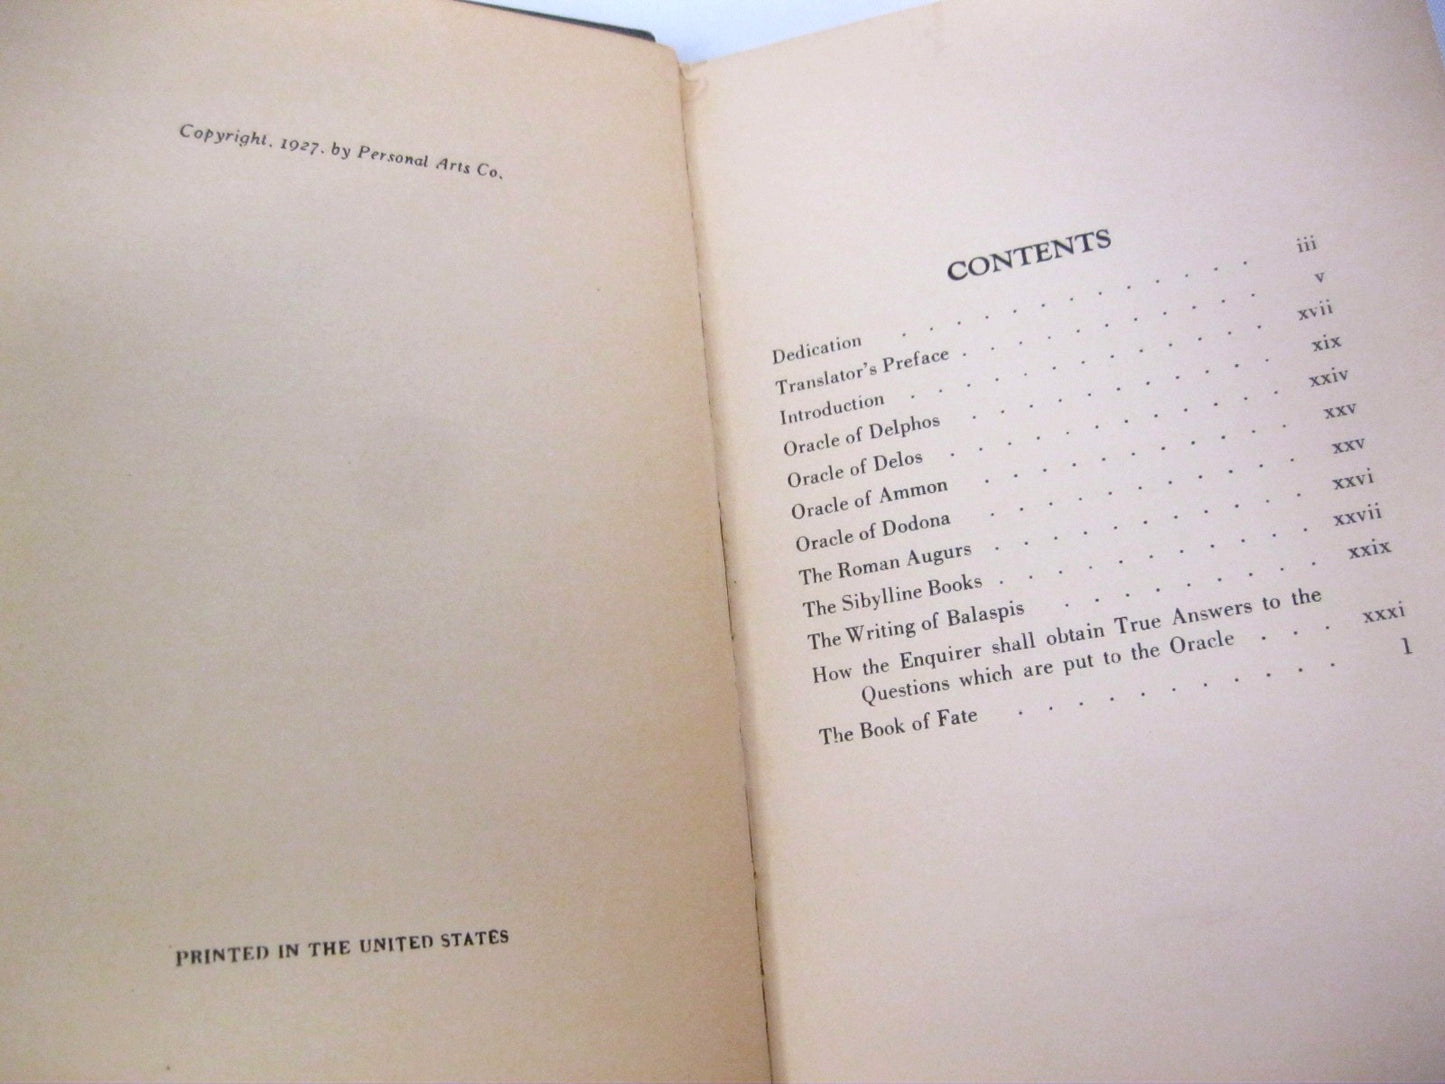 Copyright, 1927, by Personal Arts Co.
PRINTED IN THE UNITED STATES
CONTENTS
Dedication . . . . . . . . . . . . . iii
Translator's Preface . . . . . . . . . . . v
Introduction . . . . . . . . . . . . . xvii
Oracle of Delphos . . . . . . . . . . . xix
Oracle of Delos . . . . . . . . . . . . xxiv
Oracle of Ammon . . . . . . . . . . . xxv
Oracle of Dodona . . . . . . . . . . . xxv
The Roman Augurs . . . . . . . . . . . xxvi
The Sibylline Books . . . . . . . . . . . xxvii
The Writing of Balaspis . . . . . . . . . xxix
How the Enquirer shall obtain True Answers to the
Questions which are put to the Oracle . . . xxxi
The Book of Fate . . . . . . . . . . . 1